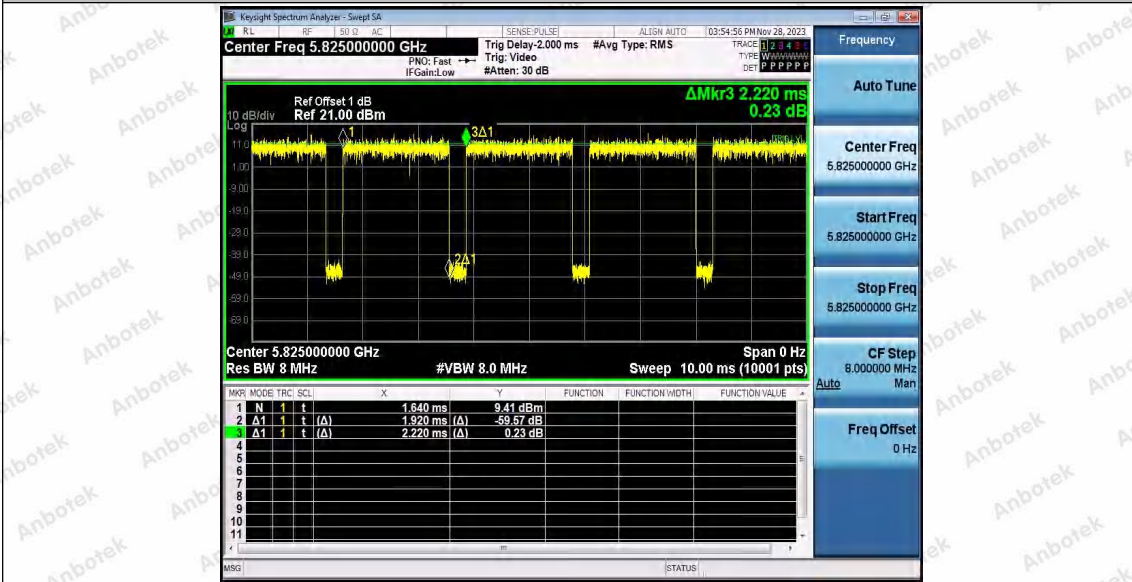 Keysight Spectrum Analyzer - Swept SA
RL RF 50 Ω AC SENSE:PULSE ALIGN AUTO 03:54:56 PM Nov 28, 2023
Center Freq 5.825000000 GHz
PNO: Fast
IFGain:Low
Trig Delay-2.000 ms
Trig: Video
#Atten: 30 dB
#Avg Type: RMS
TRACE 1 2 3 4 5 6
TYPE WWWWWW
DET P P P P P P
Ref Offset 1 dB
10 dB/div Ref 21.00 dBm
Log
ΔMkr3 2.220 ms
0.23 dB
11.0
1.00
-9.00
-19.0
-29.0
-39.0
-49.0
-59.0
-69.0
1
3Δ1
2Δ1
TRIG LVL
Center 5.825000000 GHz Span 0 Hz
Res BW 8 MHz #VBW 8.0 MHz Sweep 10.00 ms (10001 pts)
MKR MODE TRC SCL X Y FUNCTION FUNCTION WIDTH FUNCTION VALUE
1 N 1 t 1.640 ms 9.41 dBm
2 Δ1 1 t (Δ) 1.920 ms (Δ) -59.57 dB
3 Δ1 1 t (Δ) 2.220 ms (Δ) 0.23 dB
4
5
6
7
8
9
10
11
MSG STATUS
Frequency
Auto Tune
Center Freq
5.825000000 GHz
Start Freq
5.825000000 GHz
Stop Freq
5.825000000 GHz
CF Step
8.000000 MHz
Auto Man
Freq Offset
0 Hz
Anbotek